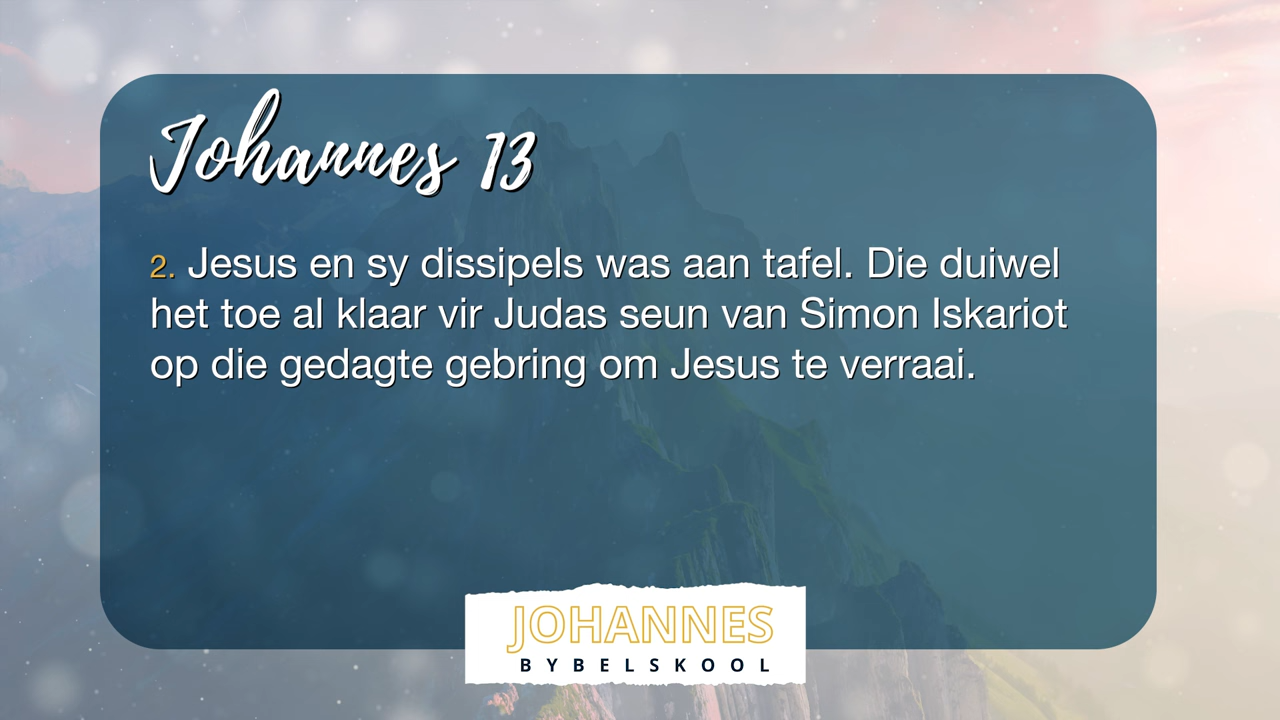 Johannes 13
2. Jesus en sy dissipels was aan tafel. Die duiwel
het toe al klaar vir Judas seun van Simon Iskariot
op die gedagte gebring om Jesus te verraai.
JOHANNES
BYBELSKOOL